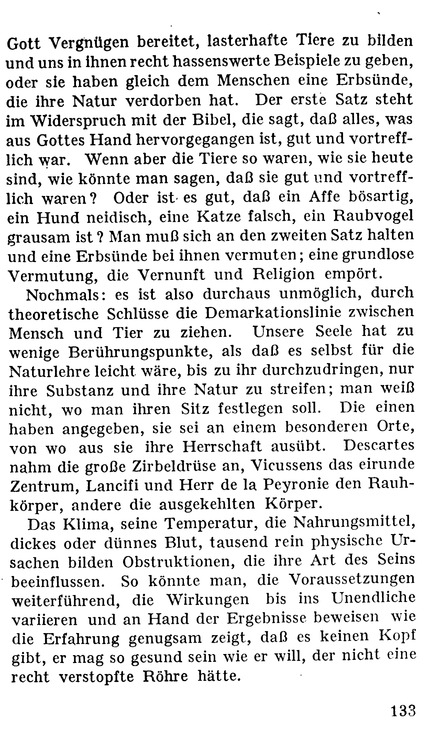 Gott Vergnügen bereitet, lasterhafte Tiere zu bilden
und uns in ihnen recht hassenswerte Beispiele zu geben,
oder sie haben gleich dem Menschen eine Erbsünde,
die ihre Natur verdorben hat. Der erste Satz steht
im Widerspruch mit der Bibel, die sagt, daß alles, was
aus Gottes Hand hervorgegangen ist, gut und vortreff-
lich war. Wenn aber die Tiere so waren, wie sie heute
sind, wie könnte man sagen, daß sie gut und vortreff-
lich waren? Oder ist es gut, daß ein Affe bösartig,
ein Hund neidisch, eine Katze falsch, ein Raubvogel
grausam ist? Man muß sich an den zweiten Satz halten
und eine Erbsünde bei ihnen vermuten; eine grundlose
Vermutung, die Vernunft und Religion empört.
Nochmals: es ist also durchaus unmöglich, durch
theoretische Schlüsse die Demarkationslinie zwischen
Mensch und Tier zu ziehen. Unsere Seele hat zu
wenige Berührungspunkte, als daß es selbst für die
Naturlehre leicht wäre, bis zu ihr durchzudringen, nur
ihre Substanz und ihre Natur zu streifen; man weiß
nicht, wo man ihren Sitz festlegen soll. Die einen
haben angegeben, sie sei an einem besonderen Orte,
von wo aus sie ihre Herrschaft ausübt. Descartes
nahm die große Zirbeldrüse an, Vicussens das eirunde
Zentrum, Lancifi und Herr de la Peyronie den Rauh-
körper, andere die ausgekehlten Körper.
Das Klima, seine Temperatur, die Nahrungsmittel,
dickes oder dünnes Blut, tausend rein physische Ur-
sachen bilden Obstruktionen, die ihre Art des Seins
beeinflussen. So könnte man, die Voraussetzungen
weiterführend, die Wirkungen bis ins Unendliche
variieren und an Hand der Ergebnisse beweisen wie
die Erfahrung genugsam zeigt, daß es keinen Kopf
gibt, er mag so gesund sein wie er will, der nicht eine
recht verstopfte Röhre hätte.
133